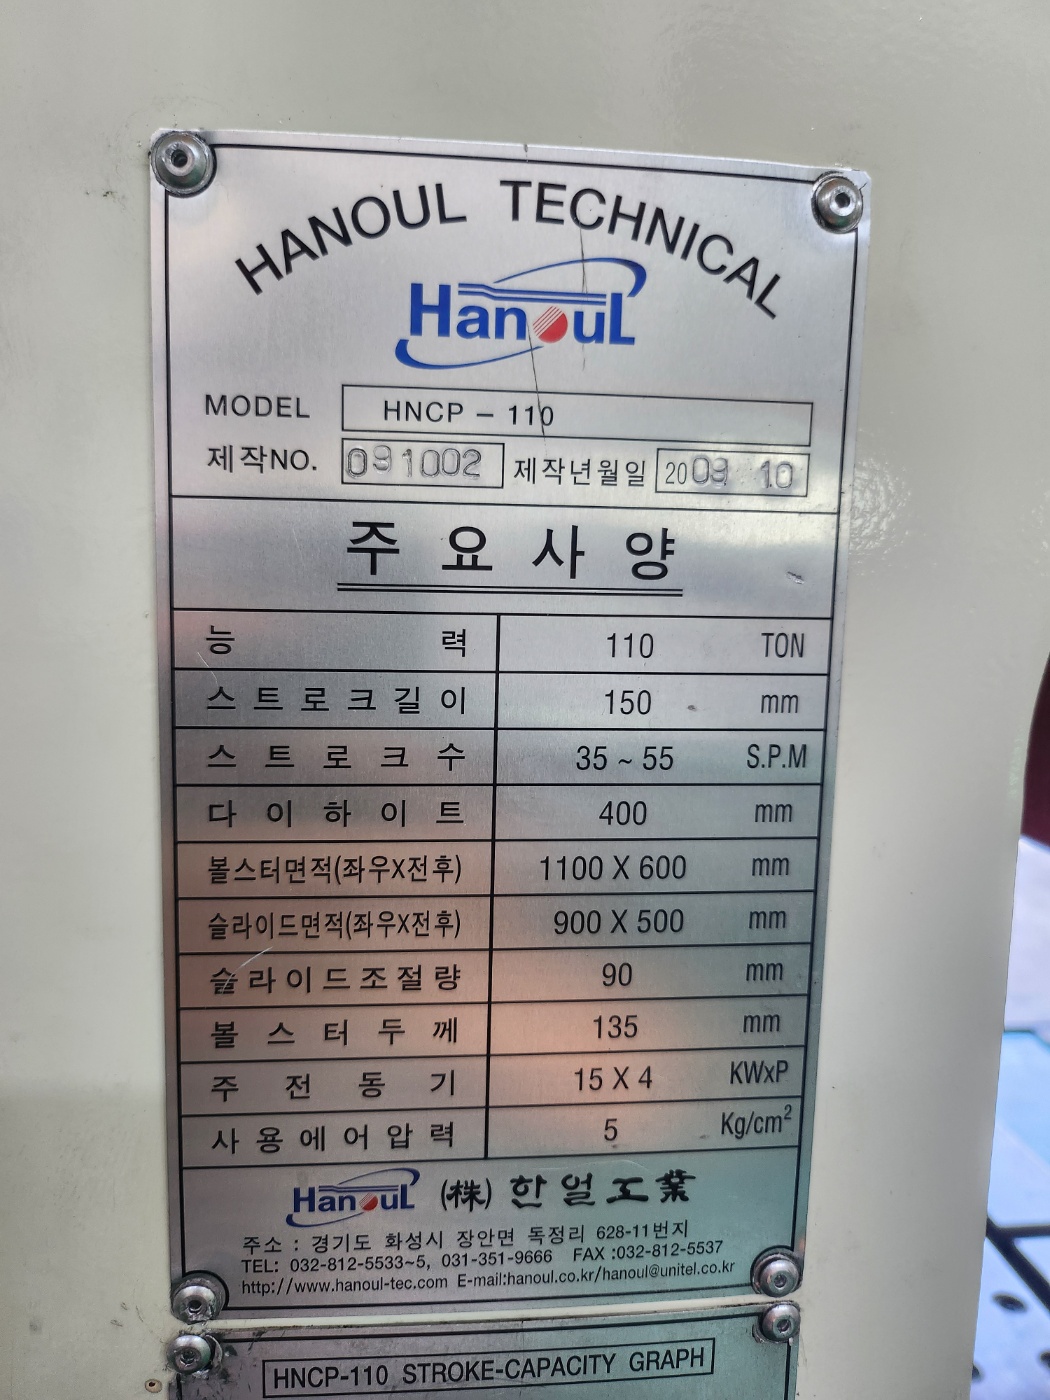 HANOUL TECHNICAL
HanouL
MODEL HNCP - 110
제작NO. 091002 제작년월일 2009 10
주요사양
능력 110 TON
스트로크길이 150 mm
스트로크수 35 ~ 55 S.P.M
다이하이트 400 mm
볼스터면적(좌우X전후) 1100 X 600 mm
슬라이드면적(좌우X전후) 900 X 500 mm
슬라이드조절량 90 mm
볼스터두께 135 mm
주전동기 15 X 4 KWxP
사용에어압력 5 Kg/cm²
HanouL (株) 한얼工業
주소 : 경기도 화성시 장안면 독정리 628-11번지
TEL: 032-812-5533~5, 031-351-9666 FAX :032-812-5537
http://www.hanoul-tec.com E-mail:hanoul.co.kr/hanoul@unitel.co.kr
HNCP-110 STROKE-CAPACITY GRAPH